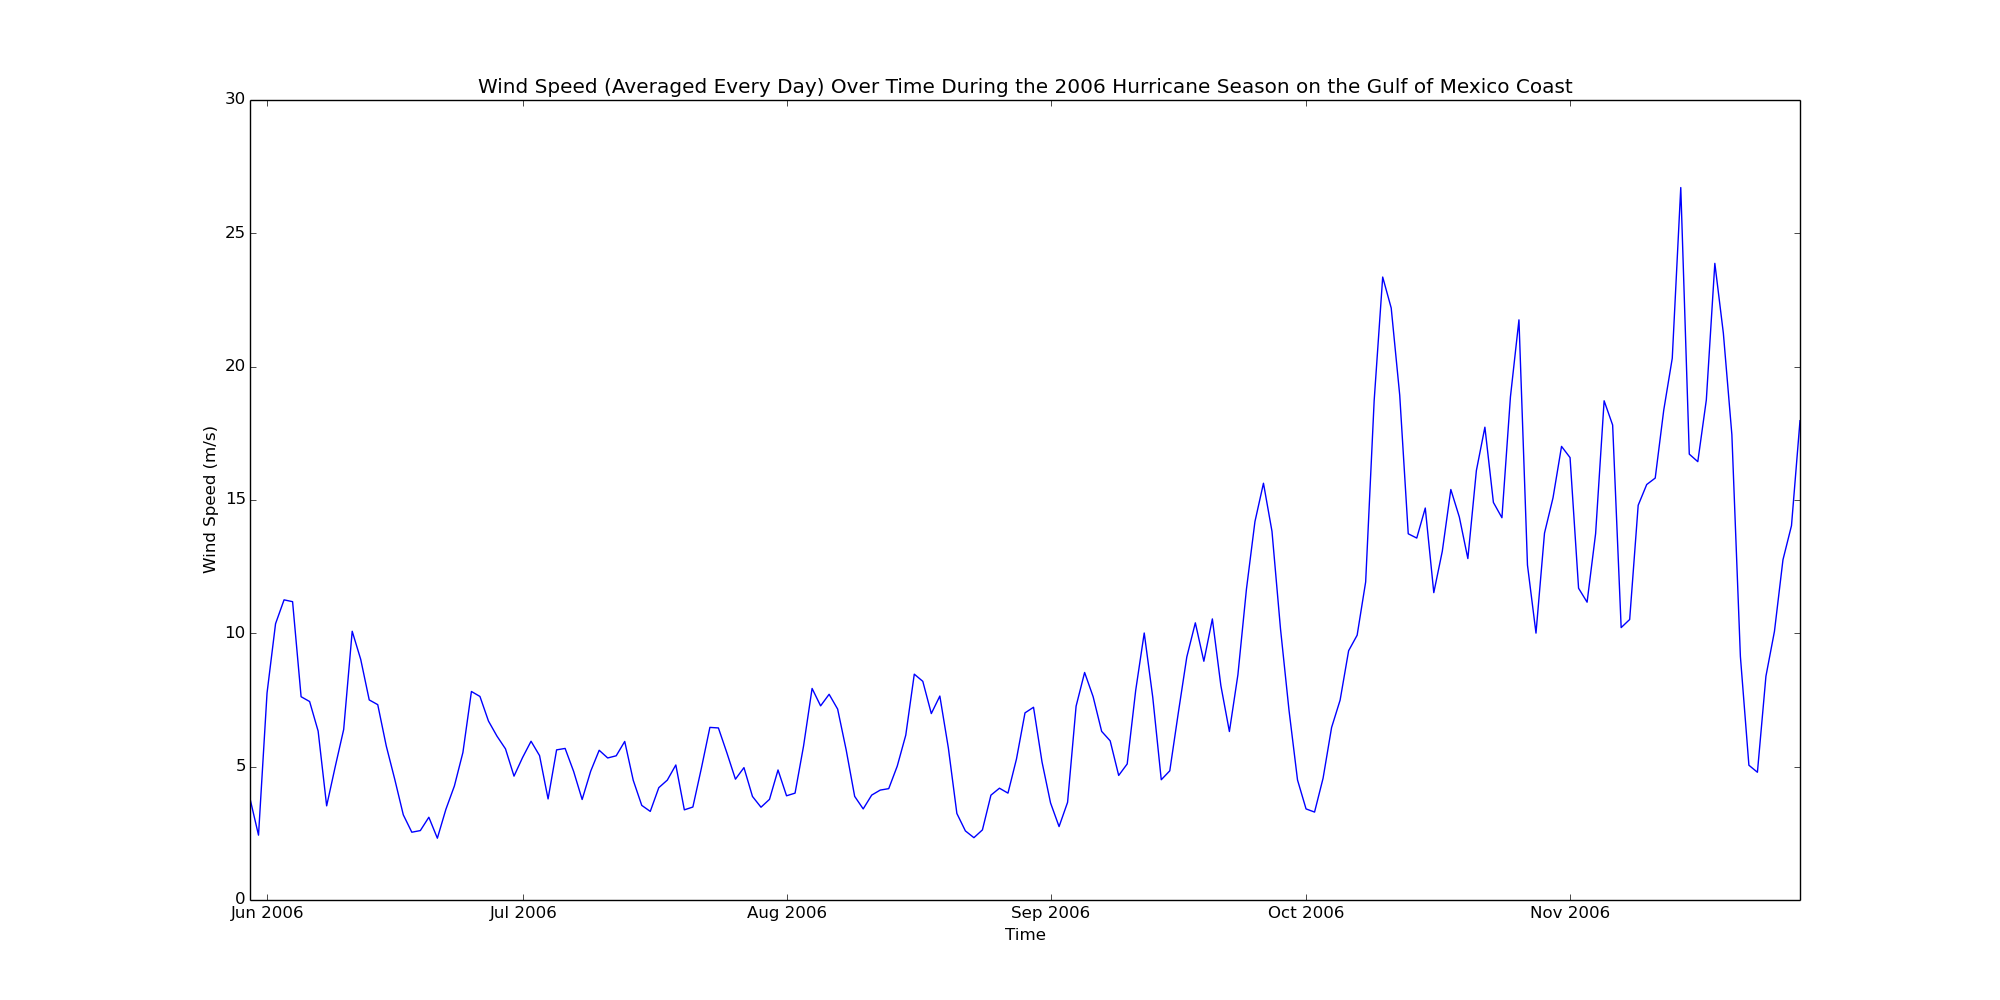 Wind Speed (Averaged Every Day) Over Time During the 2006 Hurricane Season on the Gulf of Mexico Coast
30
25
20
15
10
5
0
Wind Speed (m/s)
Jun 2006
Jul 2006
Aug 2006
Sep 2006
Oct 2006
Nov 2006
Time